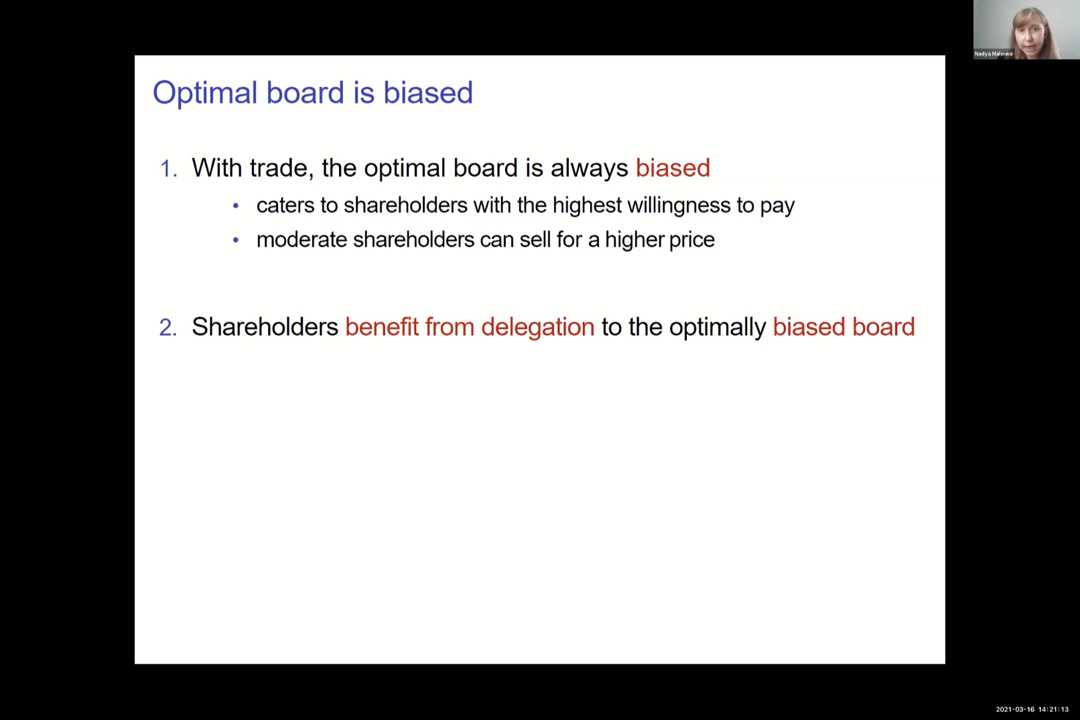 Nadya Malenko
Optimal board is biased
1. With trade, the optimal board is always biased
• caters to shareholders with the highest willingness to pay
• moderate shareholders can sell for a higher price
2. Shareholders benefit from delegation to the optimally biased board
2021-03-16 14:21:13